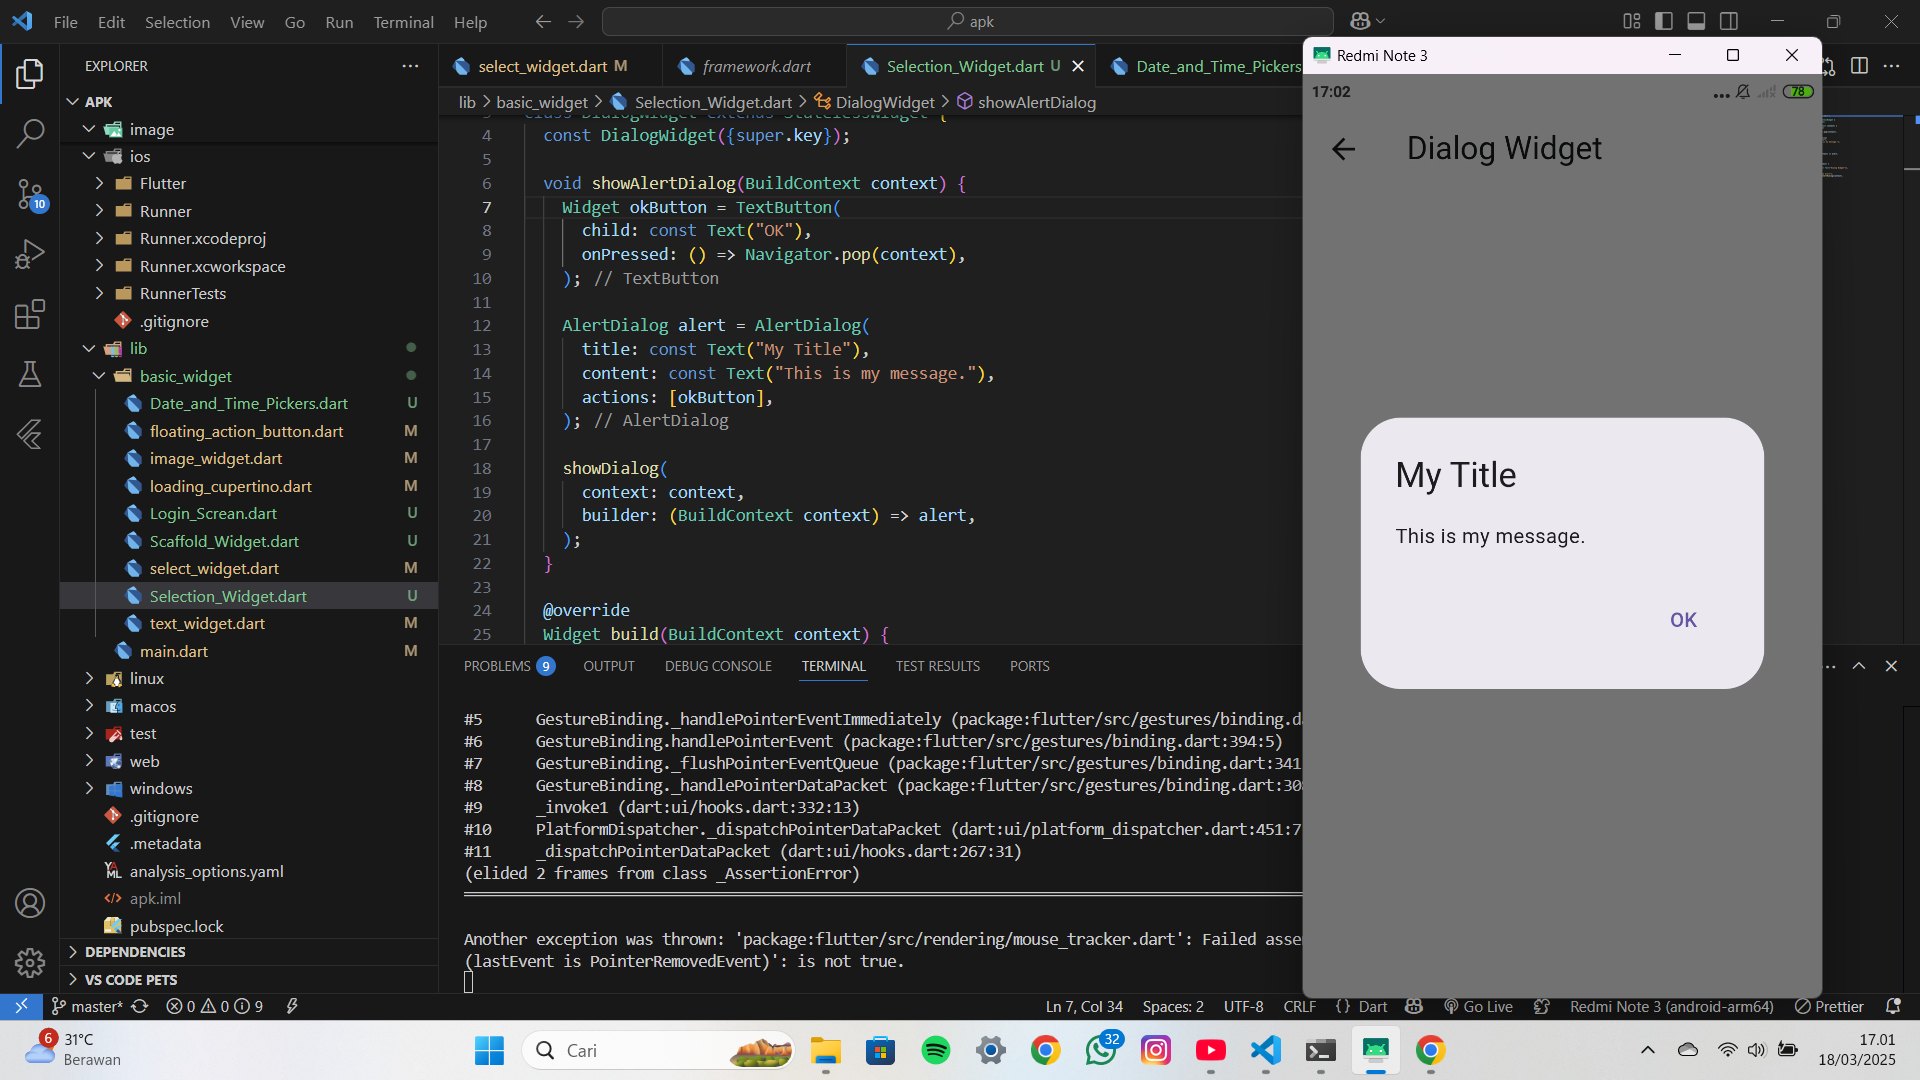 File Edit Selection View Go Run Terminal Help
apk
EXPLORER
APK
image
ios
Flutter
Runner
Runner.xcodeproj
Runner.xcworkspace
RunnerTests
.gitignore
lib
basic_widget
Date_and_Time_Pickers.dart U
floating_action_button.dart M
image_widget.dart M
loading_cupertino.dart M
Login_Screan.dart U
Scaffold_Widget.dart U
select_widget.dart M
Selection_Widget.dart U
text_widget.dart M
main.dart M
linux
macos
test
web
windows
.gitignore
.metadata
analysis_options.yaml
apk.iml
pubspec.lock
DEPENDENCIES
VS CODE PETS
10
select_widget.dart M
framework.dart
Selection_Widget.dart U
Date_and_Time_Pickers
lib > basic_widget > Selection_Widget.dart > DialogWidget > showAlertDialog
3 class DialogWidget extends StatelessWidget {
4 const DialogWidget({super.key});
5
6 void showAlertDialog(BuildContext context) {
7 Widget okButton = TextButton(
8 child: const Text("OK"),
9 onPressed: () => Navigator.pop(context),
10 ); // TextButton
11
12 AlertDialog alert = AlertDialog(
13 title: const Text("My Title"),
14 content: const Text("This is my message."),
15 actions: [okButton],
16 ); // AlertDialog
17
18 showDialog(
19 context: context,
20 builder: (BuildContext context) => alert,
21 );
22 }
23
24 @override
25 Widget build(BuildContext context) {
PROBLEMS 9 OUTPUT DEBUG CONSOLE TERMINAL TEST RESULTS PORTS
#5 GestureBinding._handlePointerEventImmediately (package:flutter/src/gestures/binding.da
#6 GestureBinding.handlePointerEvent (package:flutter/src/gestures/binding.dart:394:5)
#7 GestureBinding._flushPointerEventQueue (package:flutter/src/gestures/binding.dart:341
#8 GestureBinding._handlePointerDataPacket (package:flutter/src/gestures/binding.dart:308
#9 _invoke1 (dart:ui/hooks.dart:332:13)
#10 PlatformDispatcher._dispatchPointerDataPacket (dart:ui/platform_dispatcher.dart:451:7
#11 _dispatchPointerDataPacket (dart:ui/hooks.dart:267:31)
(elided 2 frames from class _AssertionError)
Another exception was thrown: 'package:flutter/src/rendering/mouse_tracker.dart': Failed asse
(lastEvent is PointerRemovedEvent)': is not true.
Redmi Note 3
17:02
78
Dialog Widget
My Title
This is my message.
OK
master* 0 0 9
Ln 7, Col 34 Spaces: 2 UTF-8 CRLF {} Dart Go Live Redmi Note 3 (android-arm64) Prettier
6
31°C
Berawan
Cari
32
17.01
18/03/2025